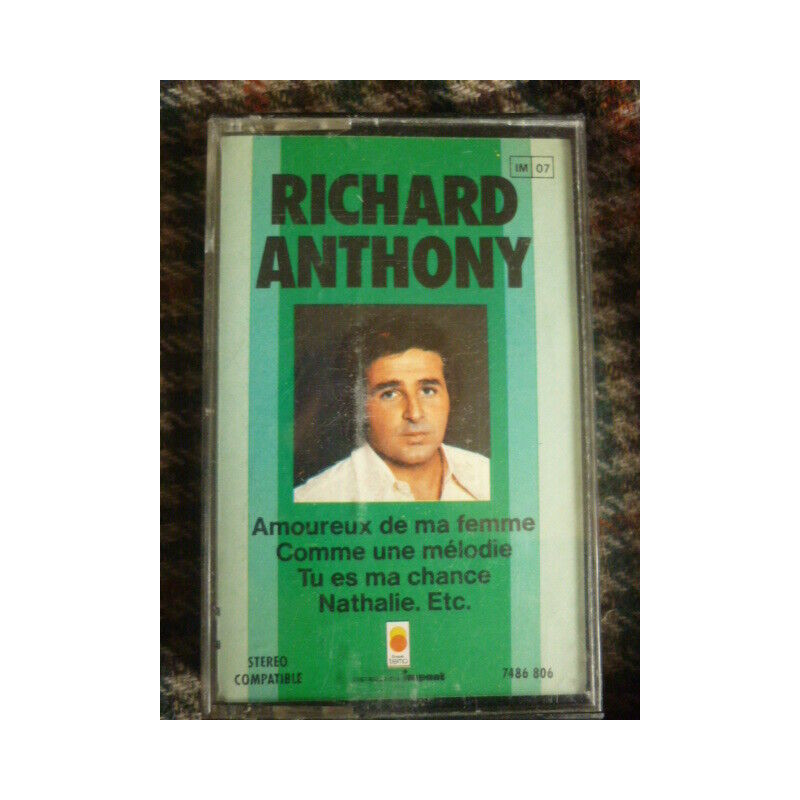 IM 07
RICHARD
ANTHONY
Amoureux de ma femme
Comme une mélodie
Tu es ma chance
Nathalie. Etc.
STEREO
COMPATIBLE
impact
7486 806